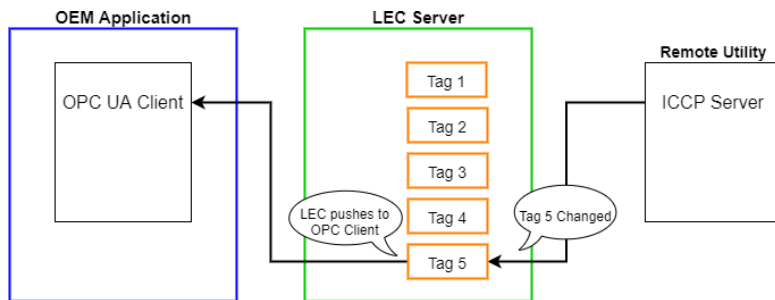 OEM Application
LEC Server
Remote Utility
OPC UA Client
Tag 1
Tag 2
Tag 3
Tag 4
Tag 5
ICCP Server
LEC pushes to
OPC Client
Tag 5 Changed